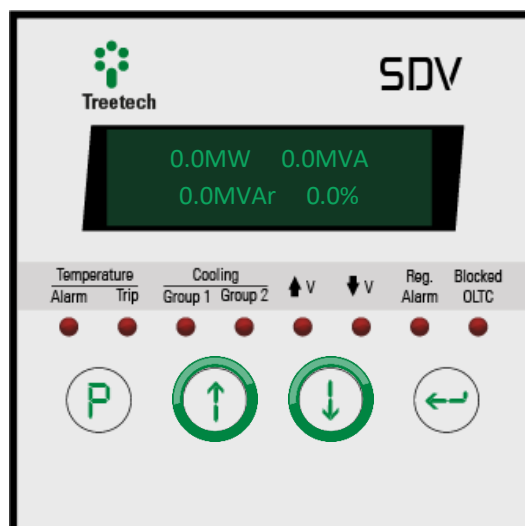 SDV
Treetech
0.0MW 0.0MVA
0.0MVAr 0.0%
Temperature Cooling V V Reg. Blocked
Alarm Trip Group 1 Group 2 Alarm OLTC
P